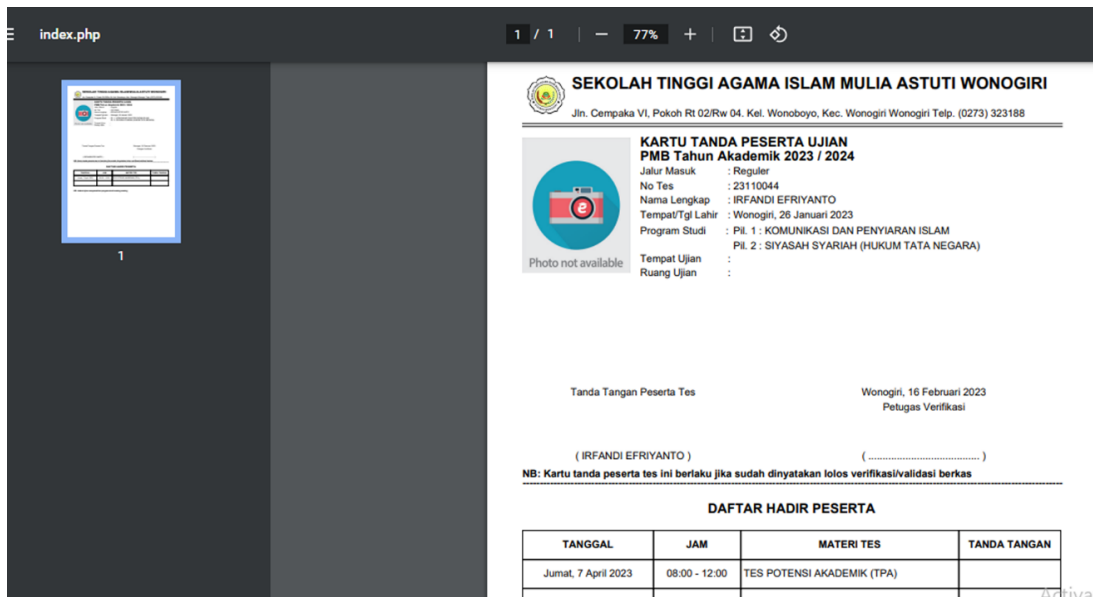 index.php
1 / 1
77%
1
SEKOLAH TINGGI AGAMA ISLAM MULIA ASTUTI WONOGIRI
Jln. Cempaka VI, Pokoh Rt 02/Rw 04. Kel. Wonoboyo, Kec. Wonogiri Wonogiri Telp. (0273) 323188
KARTU TANDA PESERTA UJIAN
PMB Tahun Akademik 2023 / 2024
Jalur Masuk : Reguler
No Tes : 23110044
Nama Lengkap : IRFANDI EFRIYANTO
Tempat/Tgl Lahir : Wonogiri, 26 Januari 2023
Program Studi : Pil. 1 : KOMUNIKASI DAN PENYIARAN ISLAM
Pil. 2 : SIYASAH SYARIAH (HUKUM TATA NEGARA)
Tempat Ujian :
Ruang Ujian :
e
Photo not available
Tanda Tangan Peserta Tes
Wonogiri, 16 Februari 2023
Petugas Verifikasi
( IRFANDI EFRIYANTO )
( ....................................... )
NB: Kartu tanda peserta tes ini berlaku jika sudah dinyatakan lolos verifikasi/validasi berkas
DAFTAR HADIR PESERTA
TANGGAL JAM MATERI TES TANDA TANGAN
Jumat, 7 April 2023 08:00 - 12:00 TES POTENSI AKADEMIK (TPA)